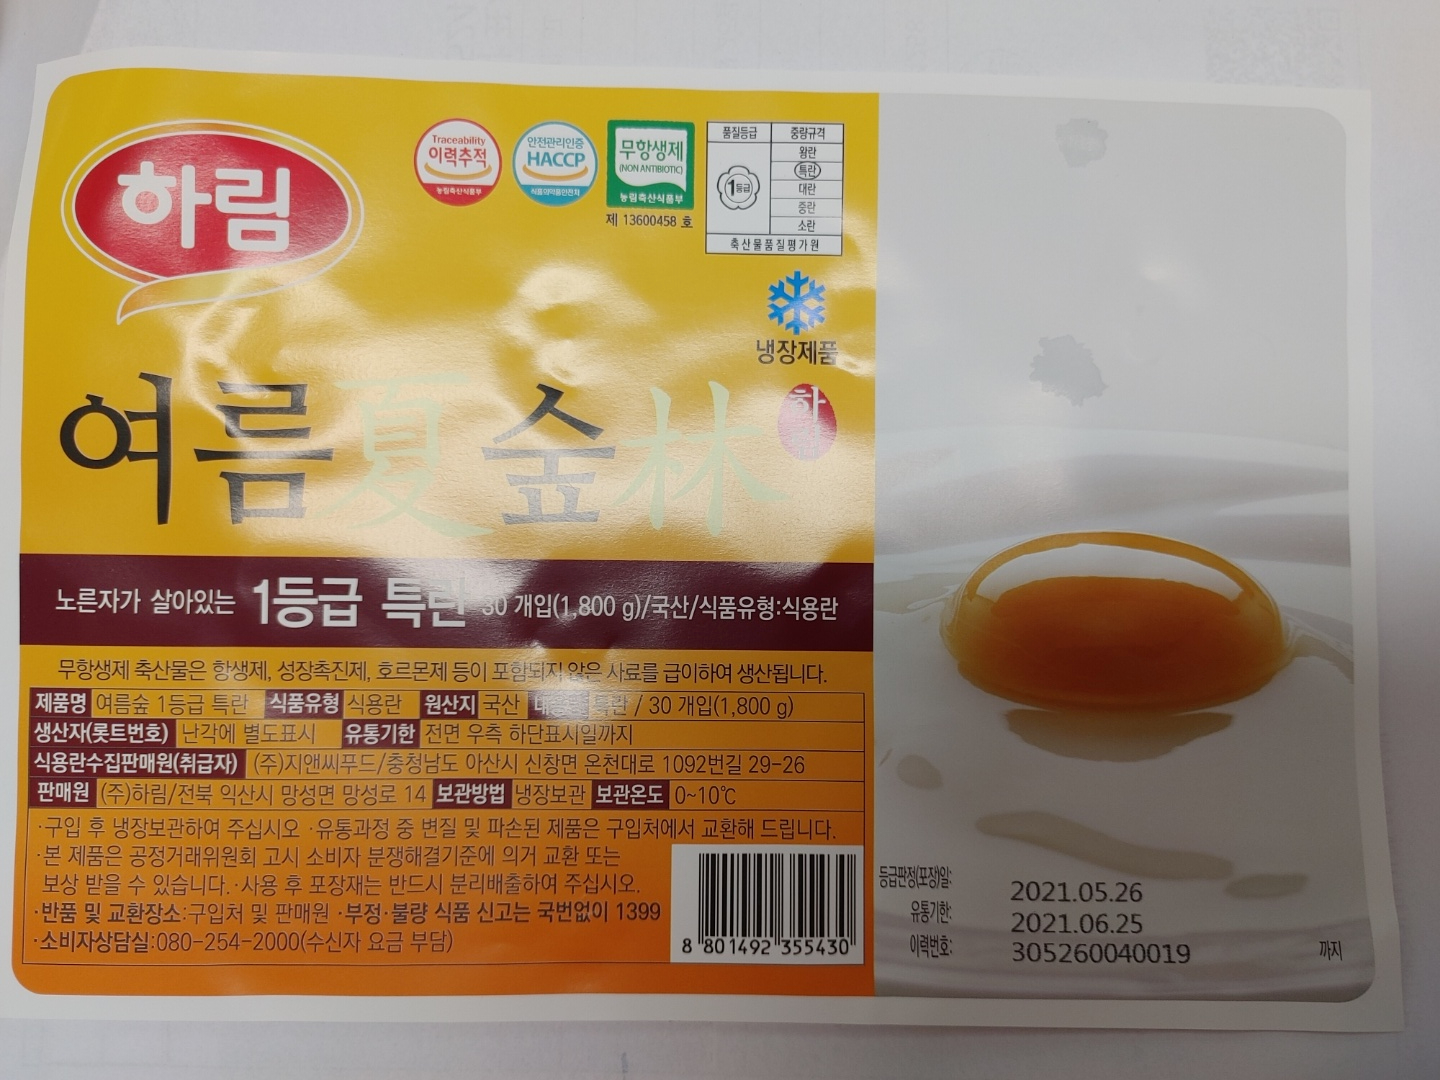 하림
Traceability
이력추적
농림축산식품부
안전관리인증
HACCP
식품의약품안전처
무항생제
(NON ANTIBIOTIC)
농림축산식품부
제 13600458 호
품질등급 중량규격
1등급
왕란
특란
대란
중란
소란
축산물품질평가원
냉장제품
여름夏숲林
하림
노른자가 살아있는 1등급 특란 30 개입(1,800 g)/국산/식품유형:식용란
무항생제 축산물은 항생제, 성장촉진제, 호르몬제 등이 포함되지 않은 사료를 급이하여 생산됩니다.
제품명 여름숲 1등급 특란 식품유형 식용란 원산지 국산 특란 / 30 개입(1,800 g)
생산자(롯트번호) 난각에 별도표시 유통기한 전면 우측 하단표시일까지
식용란수집판매원(취급자) (주)지앤씨푸드/충청남도 아산시 신창면 온천대로 1092번길 29-26
판매원 (주)하림/전북 익산시 망성면 망성로 14 보관방법 냉장보관 보관온도 0~10℃
·구입 후 냉장보관하여 주십시오 ·유통과정 중 변질 및 파손된 제품은 구입처에서 교환해 드립니다.
·본 제품은 공정거래위원회 고시 소비자 분쟁해결기준에 의거 교환 또는
보상 받을 수 있습니다. ·사용 후 포장재는 반드시 분리배출하여 주십시오.
·반품 및 교환장소:구입처 및 판매원 ·부정·불량 식품 신고는 국번없이 1399
·소비자상담실:080-254-2000(수신자 요금 부담)
8 801492 355430
등급판정(포장)일: 2021.05.26
유통기한: 2021.06.25
이력번호: 305260040019 까지